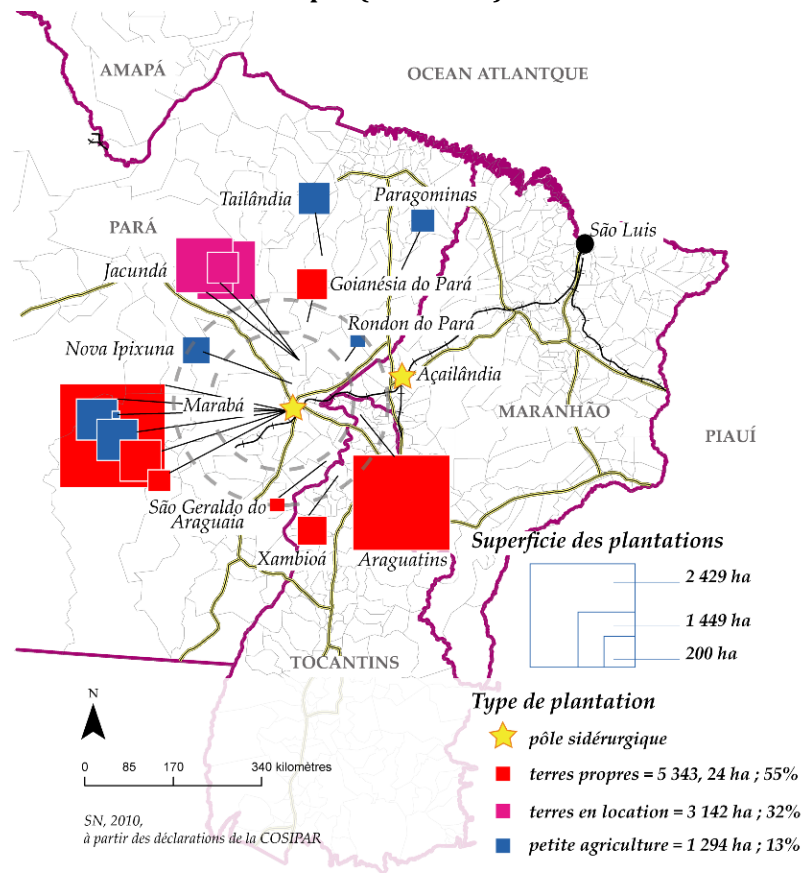 AMAPÁ
OCEAN ATLANTQUE
Tailândia
Paragominas
PARÁ
São Luis
Jacundá
Goianésia do Pará
Rondon do Pará
Nova Ipixuna
Açailândia
Marabá
MARANHÃO
PIAUÍ
São Geraldo do
Araguaia
Xambioá
Araguatins
Superficie des plantations
2 429 ha
1 449 ha
200 ha
TOCANTINS
N
0 85 170 340 kilomètres
Type de plantation
pôle sidérurgique
terres propres = 5 343, 24 ha ; 55%
terres en location = 3 142 ha ; 32%
petite agriculture = 1 294 ha ; 13%
SN, 2010,
à partir des déclarations de la COSIPAR